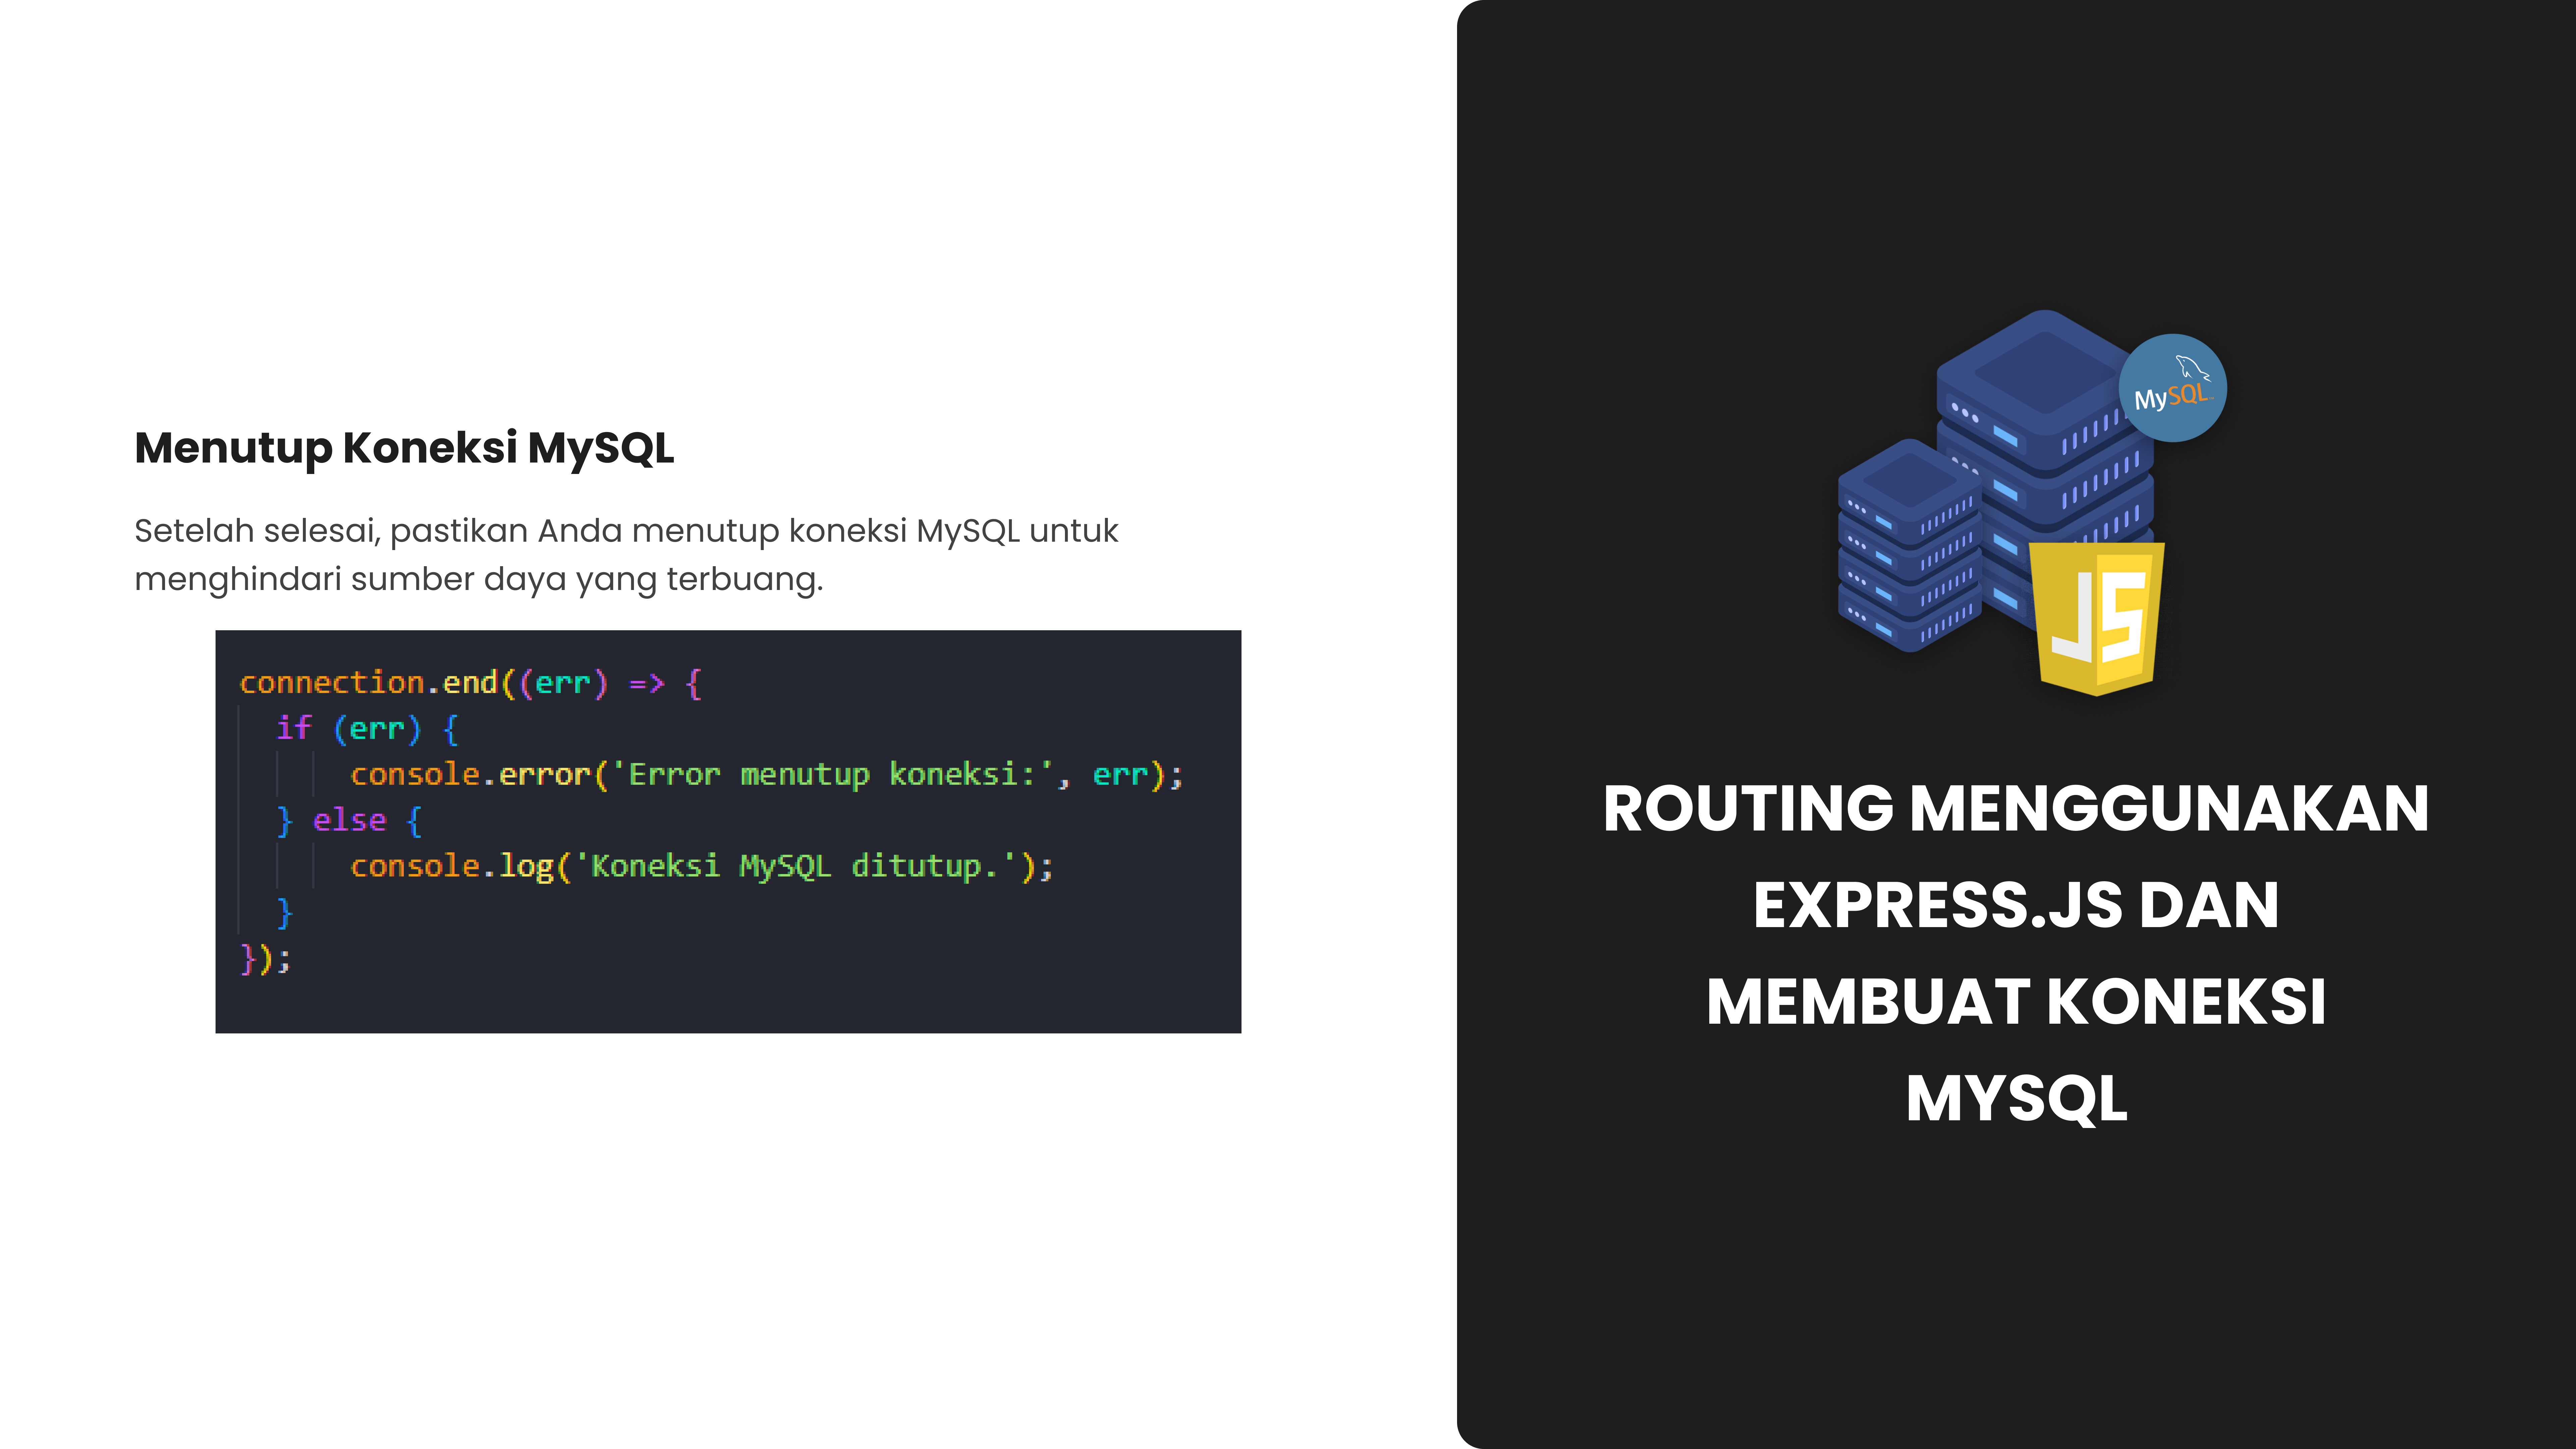 Menutup Koneksi MySQL
Setelah selesai, pastikan Anda menutup koneksi MySQL untuk
menghindari sumber daya yang terbuang.
connection.end((err) => {
  if (err) {
      console.error('Error menutup koneksi:', err);
  } else {
      console.log('Koneksi MySQL ditutup.');
  }
});
MySQL
JS
ROUTING MENGGUNAKAN
EXPRESS.JS DAN
MEMBUAT KONEKSI
MYSQL